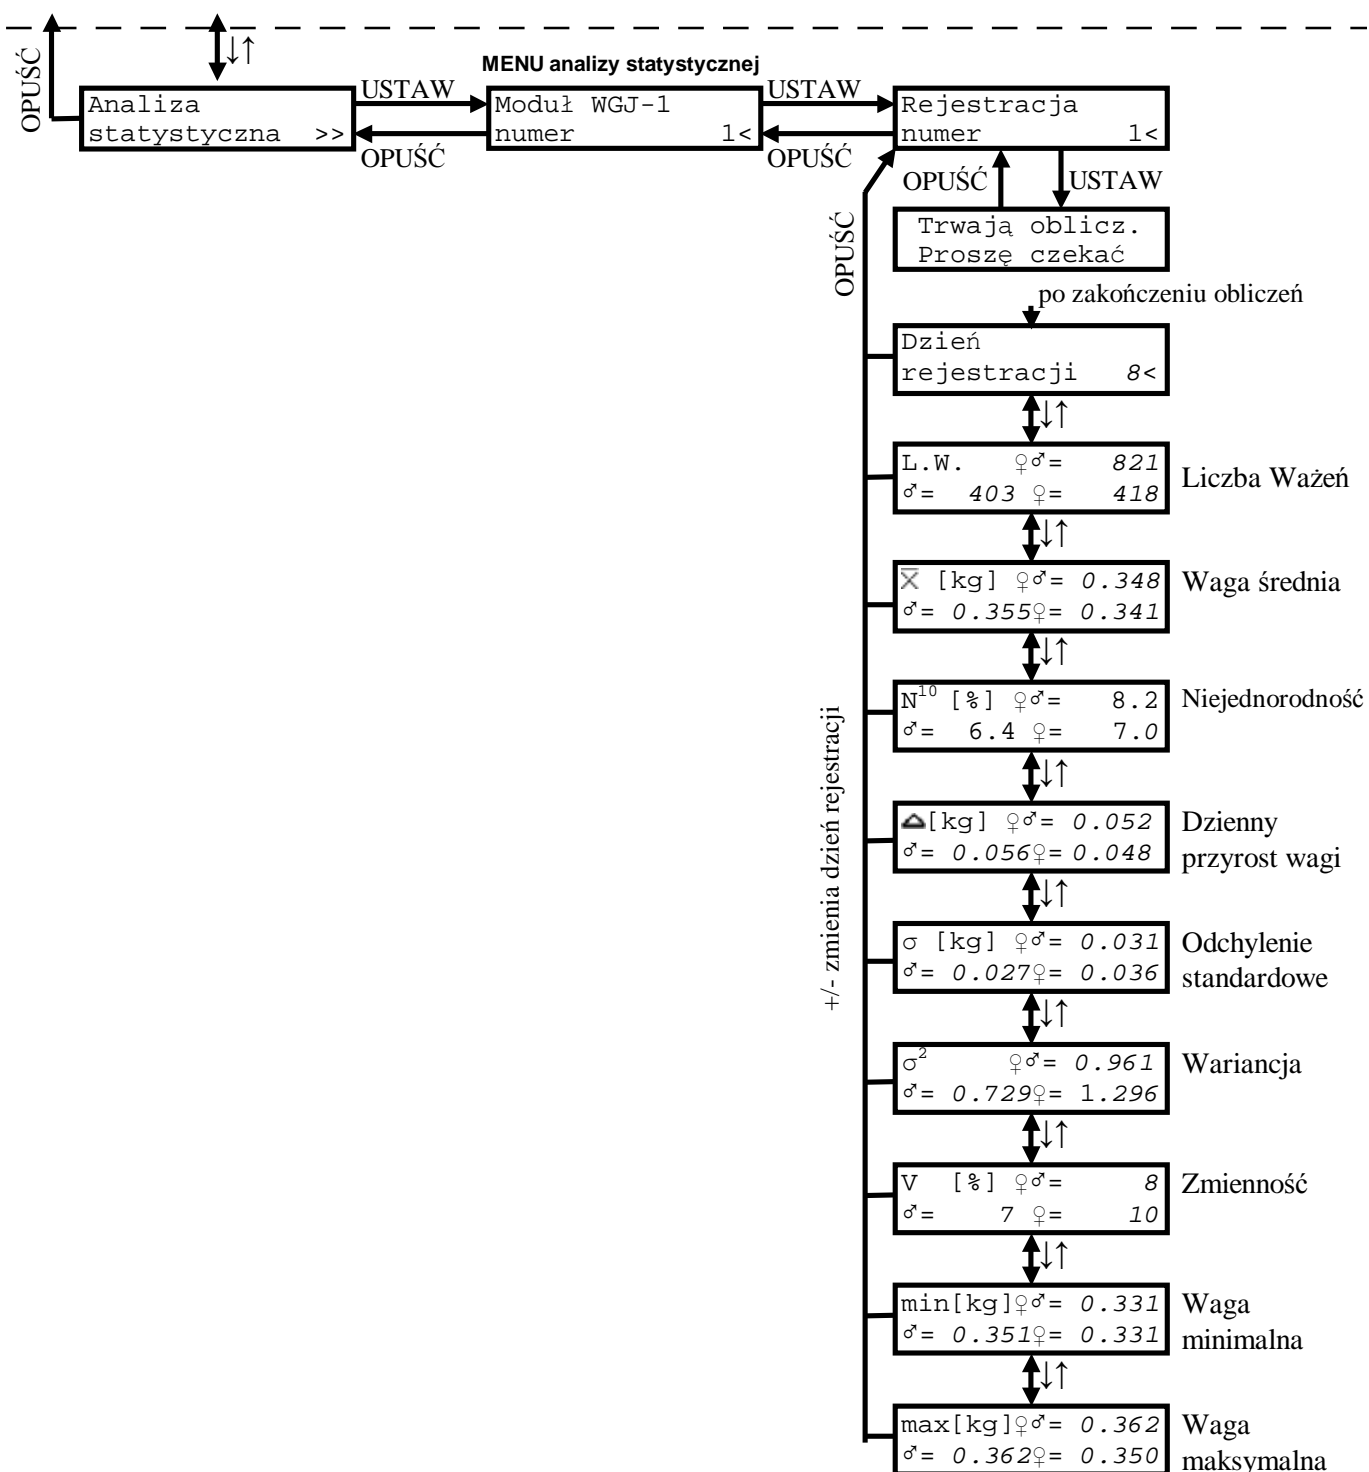 ↓↑
OPUŚĆ
MENU analizy statystycznej
Analiza
statystyczna >>
USTAW
OPUŚĆ
Moduł WGJ-1
numer 1<
USTAW
OPUŚĆ
Rejestracja
numer 1<
OPUŚĆ
USTAW
Trwają oblicz.
Proszę czekać
OPUŚĆ
po zakończeniu obliczeń
Dzień
rejestracji 8<
↓↑
L.W. ♀♂= 821
♂= 403 ♀= 418
Liczba Ważeń
↓↑
X̅ [kg] ♀♂= 0.348
♂= 0.355♀= 0.341
Waga średnia
↓↑
N¹⁰ [%] ♀♂= 8.2
♂= 6.4 ♀= 7.0
Niejednorodność
+/- zmienia dzień rejestracji
↓↑
△[kg] ♀♂= 0.052
♂= 0.056♀= 0.048
Dzienny
przyrost wagi
↓↑
σ [kg] ♀♂= 0.031
♂= 0.027♀= 0.036
Odchylenie
standardowe
↓↑
σ² ♀♂= 0.961
♂= 0.729♀= 1.296
Wariancja
↓↑
V [%] ♀♂= 8
♂= 7 ♀= 10
Zmienność
↓↑
min[kg]♀♂= 0.331
♂= 0.351♀= 0.331
Waga
minimalna
↓↑
max[kg]♀♂= 0.362
♂= 0.362♀= 0.350
Waga
maksymalna